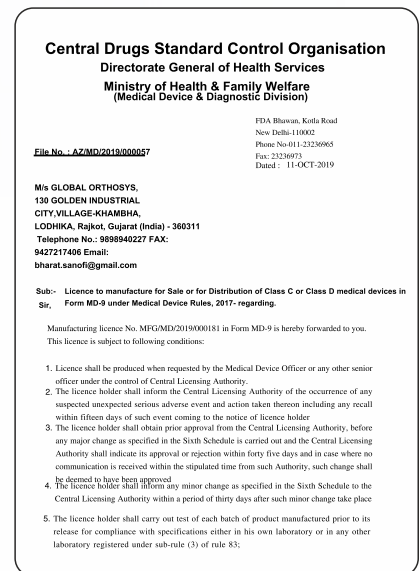 Central Drugs Standard Control Organisation
Directorate General of Health Services
Ministry of Health & Family Welfare
(Medical Device & Diagnostic Division)
FDA Bhawan, Kotla Road
New Delhi-110002
Phone No-011-23236965
Fax: 23236973
File No. : AZ/MD/2019/000057
Dated : 11-OCT-2019
M/s GLOBAL ORTHOSYS,
130 GOLDEN INDUSTRIAL
CITY,VILLAGE-KHAMBHA,
LODHIKA, Rajkot, Gujarat (India) - 360311
Telephone No.: 9898940227 FAX:
9427217406 Email:
bharat.sanofi@gmail.com
Sub:- Licence to manufacture for Sale or for Distribution of Class C or Class D medical devices in
Form MD-9 under Medical Device Rules, 2017- regarding.
Sir,
Manufacturing licence No. MFG/MD/2019/000181 in Form MD-9 is hereby forwarded to you.
This licence is subject to following conditions:
1. Licence shall be produced when requested by the Medical Device Officer or any other senior
officer under the control of Central Licensing Authority.
2. The licence holder shall inform the Central Licensing Authority of the occurrence of any
suspected unexpected serious adverse event and action taken thereon including any recall
within fifteen days of such event coming to the notice of licence holder
3. The licence holder shall obtain prior approval from the Central Licensing Authority, before
any major change as specified in the Sixth Schedule is carried out and the Central Licensing
Authority shall indicate its approval or rejection within forty five days and in case where no
communication is received within the stipulated time from such Authority, such change shall
be deemed to have been approved
4. The licence holder shall inform any minor change as specified in the Sixth Schedule to the
Central Licensing Authority within a period of thirty days after such minor change take place
5. The licence holder shall carry out test of each batch of product manufactured prior to its
release for compliance with specifications either in his own laboratory or in any other
laboratory registered under sub-rule (3) of rule 83;